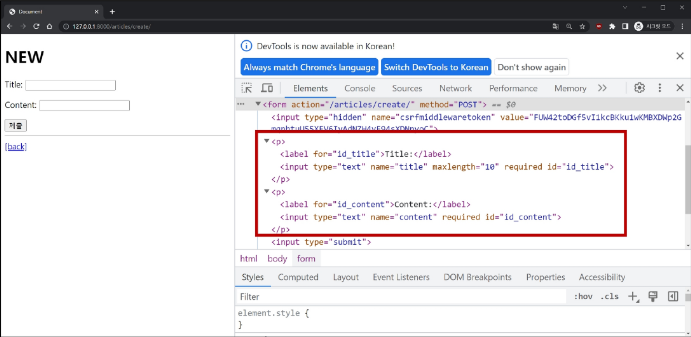 Document
127.0.0.1:8000/articles/create/
시크릿 모드
NEW
Title:
Content:
제출
[back]
DevTools is now available in Korean!
Always match Chrome's language
Switch DevTools to Korean
Don't show again
Elements
Console
Sources
Network
Performance
Memory
<form action="/articles/create/" method="POST"> == $0
<input type="hidden" name="csrfmiddlewaretoken" value=
<p>
<label for="id_title">Title:</label>
<input type="text" name="title" maxlength="10" required id="id_title">
</p>
<p>
<label for="id_content">Content:</label>
<input type="text" name="content" required id="id_content">
</p>
<input type="submit">
html body form
Styles Computed Layout Event Listeners DOM Breakpoints Properties Accessibility
Filter
:hov .cls
element.style {
}